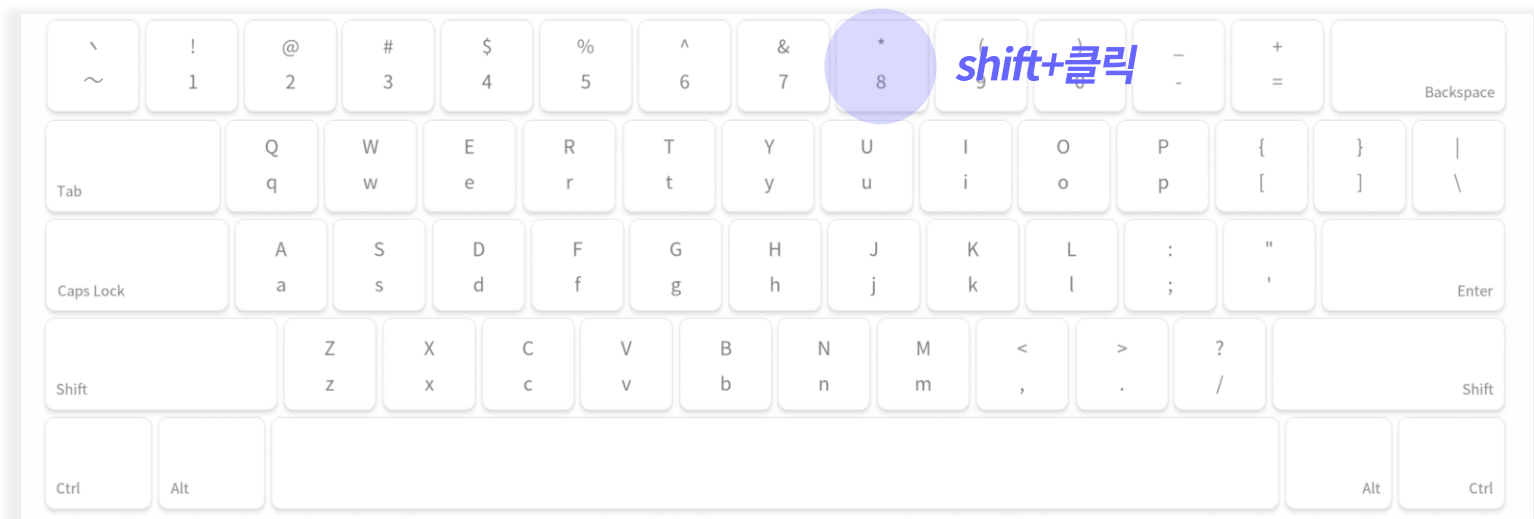 、 ! @ # $ % ^ & * ( ) _ +
~ 1 2 3 4 5 6 7 8 9 0 - = Backspace
shift+클릭
Q W E R T Y U I O P { } |
Tab q w e r t y u i o p [ ] \
A S D F G H J K L : "
Caps Lock a s d f g h j k l ; ' Enter
Z X C V B N M < > ?
Shift z x c v b n m , . / Shift
Ctrl Alt Alt Ctrl